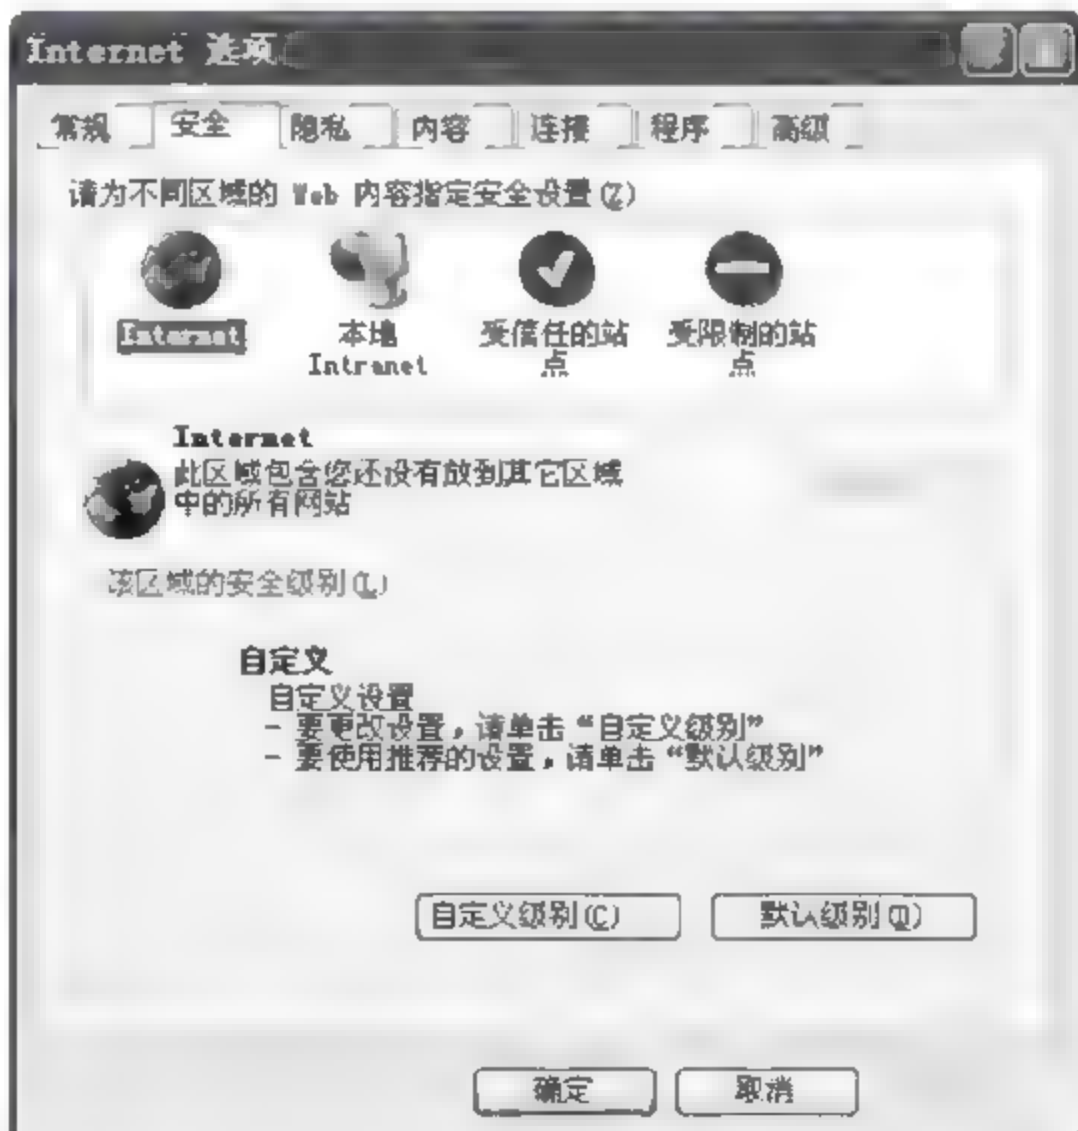 Internet 选项
常规 安全 隐私 内容 连接 程序 高级
请为不同区域的 Web 内容指定安全设置(Z)
Internet 本地 受信任的站 受限制的站
Intranet 点 点
Internet
此区域包含您还没有放到其它区域
中的所有网站
该区域的安全级别(L)
自定义
自定义设置
- 要更改设置，请单击“自定义级别”
- 要使用推荐的设置，请单击“默认级别”
自定义级别(C) 默认级别(D)
确定 取消